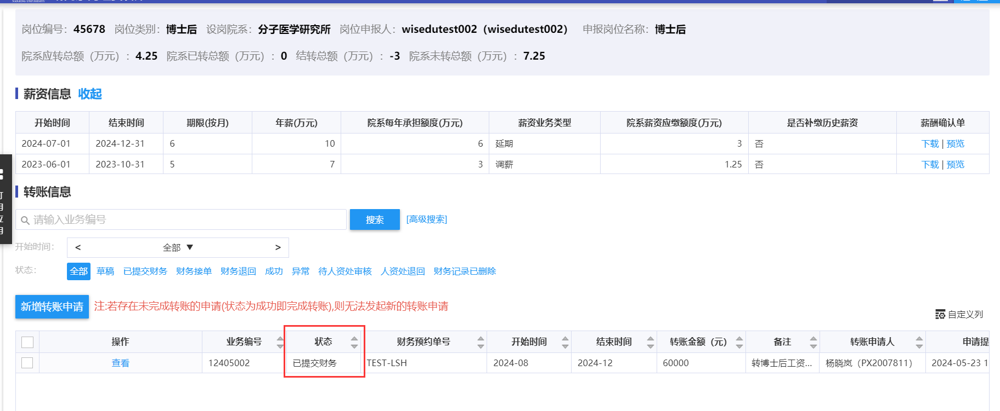 NANJING UNIVERSITY
岗位编号： 45678 岗位类别： 博士后 设岗院系： 分子医学研究所 岗位申报人： wisedutest002（wisedutest002） 申报岗位名称： 博士后
院系应转总额（万元）： 4.25 院系已转总额（万元）： 0 结转总额（万元）： -3 院系未转总额（万元）： 7.25
薪资信息 收起
开始时间 结束时间 期限(按月) 年薪(万元) 院系每年承担额度(万元) 薪资业务类型 院系薪资应缴额度(万元) 是否补缴历史薪资 薪酬确认单
2024-07-01 2024-12-31 6 10 6 延期 3 否 下载 | 预览
2023-06-01 2023-10-31 5 7 3 调薪 1.25 否 下载 | 预览
转账信息
请输入业务编号 搜索 [高级搜索]
开始时间： < 全部 ▼ >
状态： 全部 草稿 已提交财务 财务接单 财务退回 成功 异常 待人资处审核 人资处退回 财务记录已删除
新增转账申请 注:若存在未完成转账的申请(状态为成功即完成转账),则无法发起新的转账申请
自定义列
操作 业务编号 状态 财务预约单号 开始时间 结束时间 转账金额（元） 备注 转账申请人 申请提
查看 12405002 已提交财务 TEST-LSH 2024-08 2024-12 60000 转博士后工资... 杨晓岚（PX2007811） 2024-05-23 1